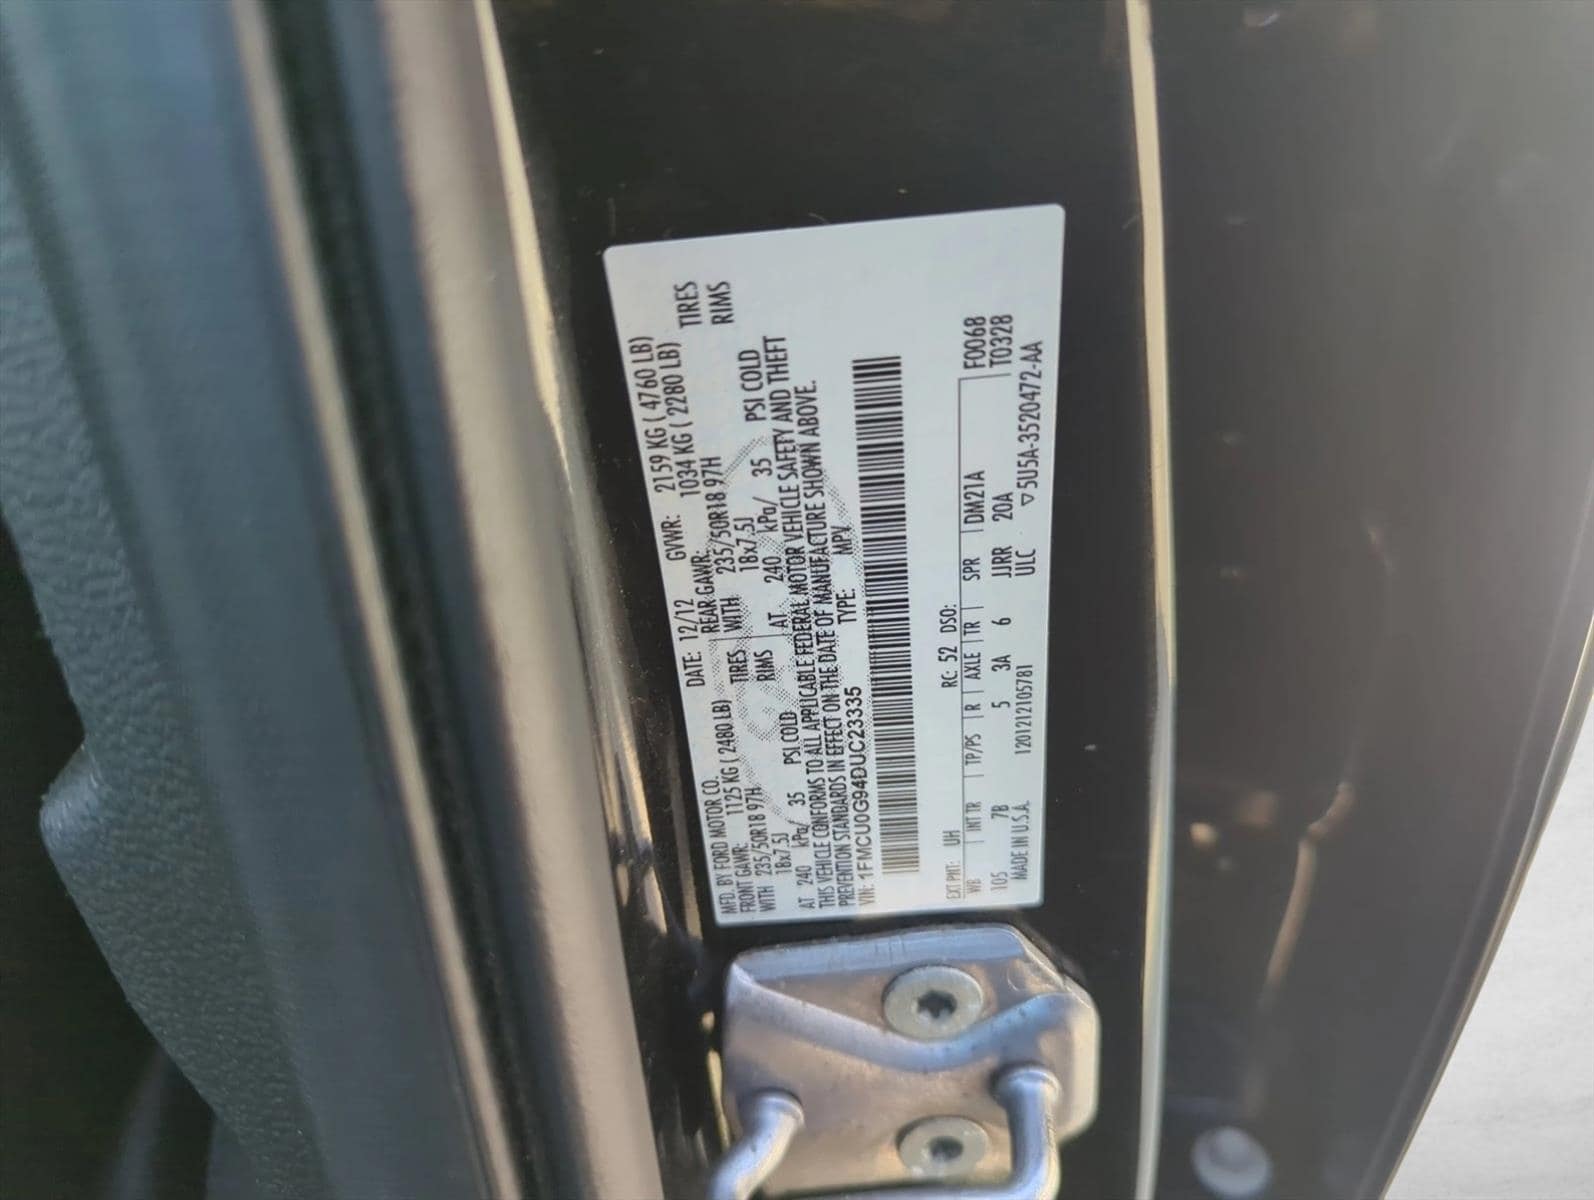 MFD. BY FORD MOTOR CO. DATE: 12/12 GVWR: 2159 KG ( 4760 LB)
FRONT GAWR: 1125 KG ( 2480 LB) REAR GAWR: 1034 KG ( 2280 LB)
WITH 235/50R18 97H TIRES WITH 235/50R18 97H TIRES
18x7.5J RIMS 18x7.5J RIMS
AT 240 kPa/ 35 PSI COLD AT 240 kPa/ 35 PSI COLD
THIS VEHICLE CONFORMS TO ALL APPLICABLE FEDERAL MOTOR VEHICLE SAFETY AND THEFT
PREVENTION STANDARDS IN EFFECT ON THE DATE OF MANUFACTURE SHOWN ABOVE.
VIN: 1FMCU0G94DUC23335 TYPE: MPV
EXT PNT: UH RC: 52 DSO: F0068
WB INT TR TP/PS R AXLE TR SPR DM21A T0328
105 7B 5 3A 6 JJRR 20A
MADE IN U.S.A. 120121210578​1 ULC ▽5U5A-3520472-AA